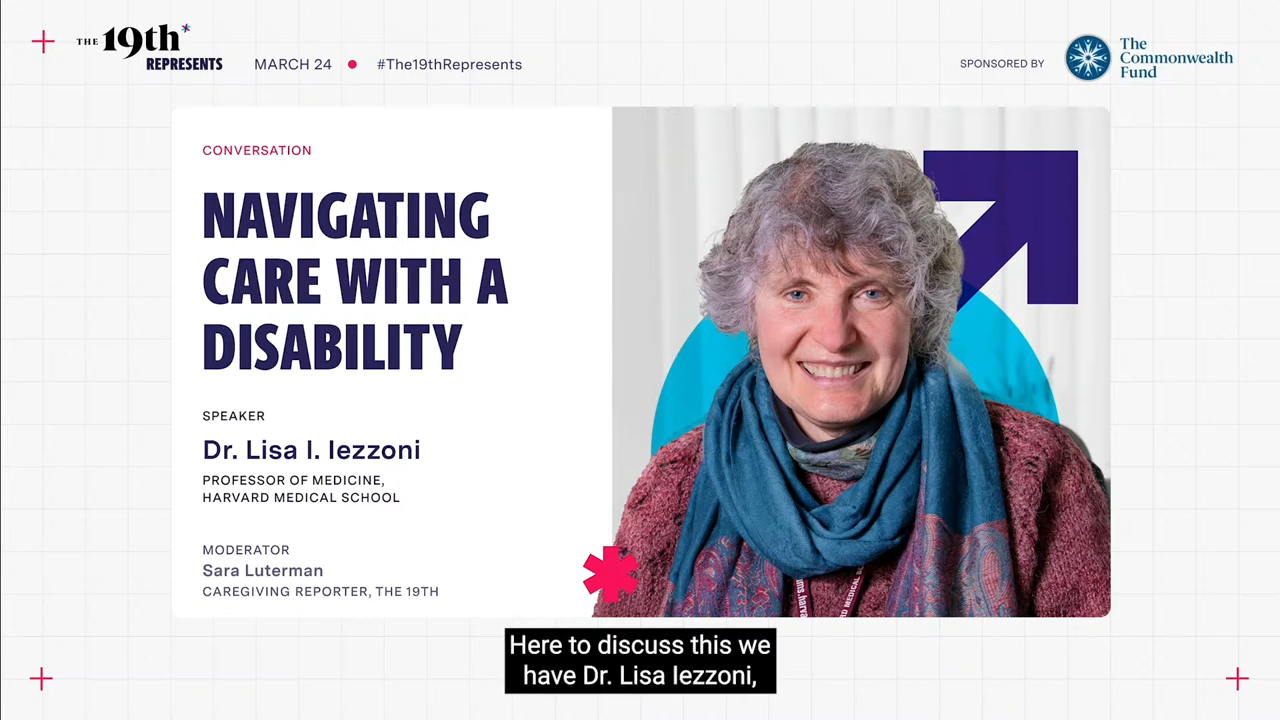 THE 19th*
REPRESENTS
MARCH 24 • #The19thRepresents
SPONSORED BY
The
Commonwealth
Fund
CONVERSATION
NAVIGATING
CARE WITH A
DISABILITY
SPEAKER
Dr. Lisa I. Iezzoni
PROFESSOR OF MEDICINE,
HARVARD MEDICAL SCHOOL
MODERATOR
Sara Luterman
CAREGIVING REPORTER, THE 19TH
MEDICAL
Here to discuss this we
have Dr. Lisa Iezzoni,